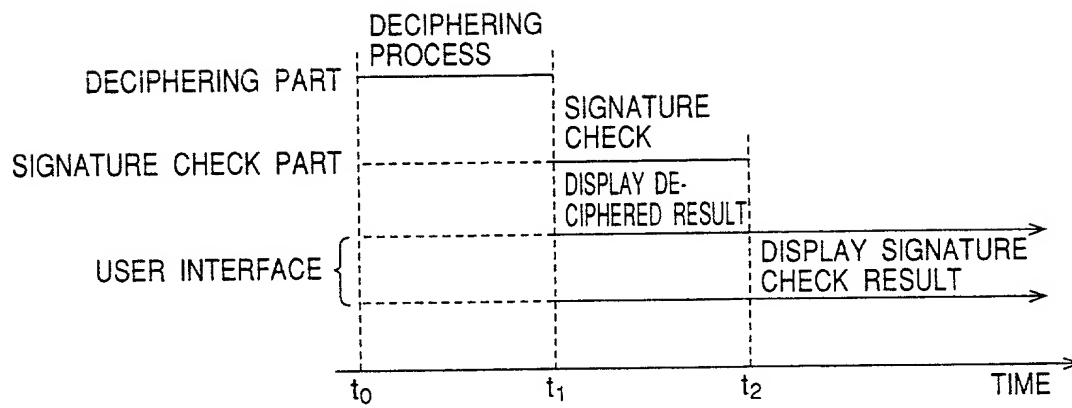 DECIPHERING
PROCESS
DECIPHERING PART
SIGNATURE
CHECK
SIGNATURE CHECK PART
DISPLAY DE-
CIPHERED RESULT
USER INTERFACE
DISPLAY SIGNATURE
CHECK RESULT
t0
t1
t2
TIME